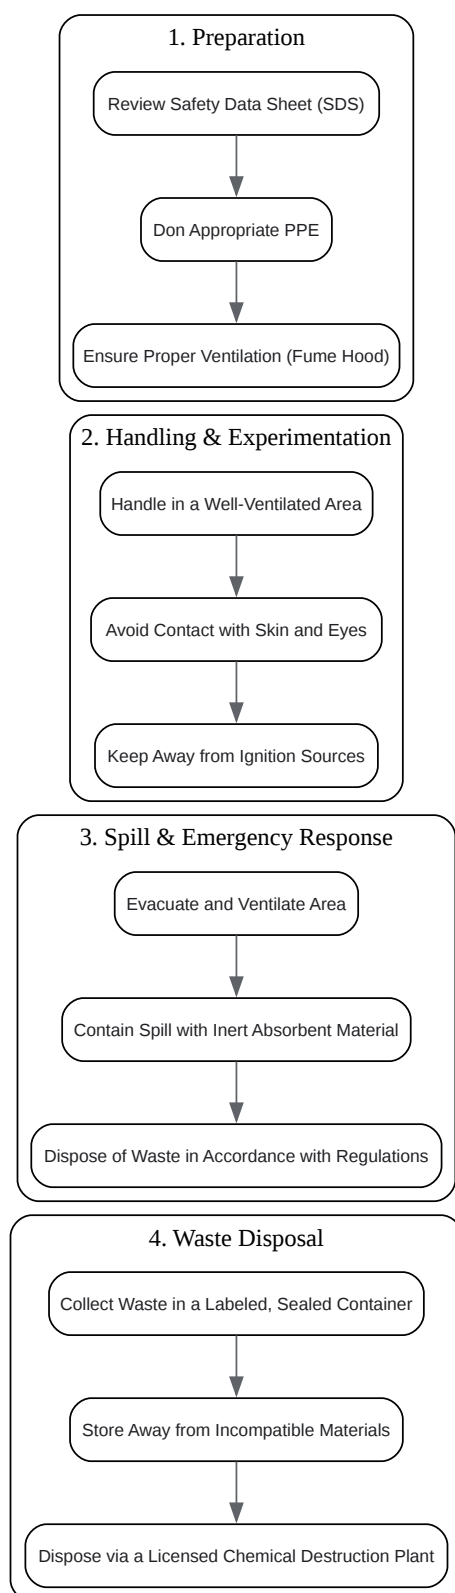 1. Preparation
Review Safety Data Sheet (SDS)
Don Appropriate PPE
Ensure Proper Ventilation (Fume Hood)
2. Handling & Experimentation
Handle in a Well-Ventilated Area
Avoid Contact with Skin and Eyes
Keep Away from Ignition Sources
3. Spill & Emergency Response
Evacuate and Ventilate Area
Contain Spill with Inert Absorbent Material
Dispose of Waste in Accordance with Regulations
4. Waste Disposal
Collect Waste in a Labeled, Sealed Container
Store Away from Incompatible Materials
Dispose via a Licensed Chemical Destruction Plant